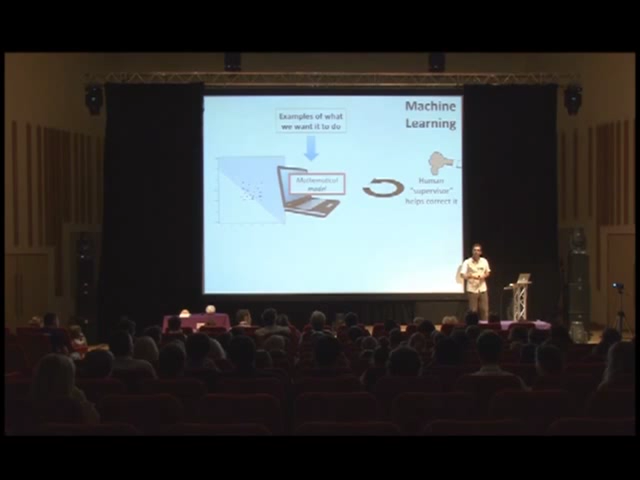 Machine
Learning
Examples of what
we want it to do
Mathematical
model
Human
"supervisor"
helps correct it